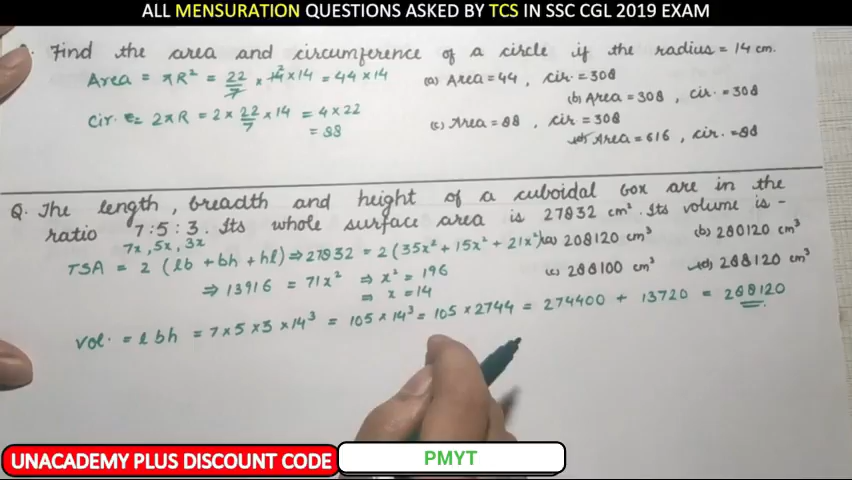 ALL MENSURATION QUESTIONS ASKED BY TCS IN SSC CGL 2019 EXAM
Find the area and circumference of a circle if the radius = 14 cm.
Area = πR² = 22/7 × 14 × 14 = 44 × 14
2
(a) Area = 44, cir. = 308
(b) Area = 308, cir. = 308
Cir. = 2πR = 2 × 22/7 × 14 = 4 × 22
= 88
(c) Area = 88, cir = 308
(d) Area = 616, cir. = 88
Q. The length, breadth and height of a cuboidal box are in the
ratio 7:5:3. Its whole surface area is 27832 cm². Its volume is -
7x, 5x, 3x
TSA = 2 (lb + bh + hl) ⇒ 27832 = 2(35x² + 15x² + 21x²)
(a) 208120 cm³
(b) 280120 cm³
⇒ 13916 = 71x² ⇒ x² = 196
⇒ x = 14
(c) 288100 cm³
(d) 288120 cm³
Vol. = lbh = 7 × 5 × 3 × 14³ = 105 × 14³ = 105 × 2744 = 274400 + 13720 = 288120
UNACADEMY PLUS DISCOUNT CODE
PMYT